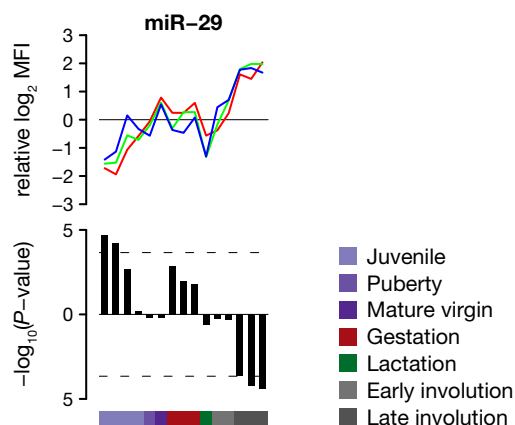 miR−29
relative log2 MFI
3
2
1
0
−1
−2
−3
−log10(P−value)
5
0
5
Juvenile
Puberty
Mature virgin
Gestation
Lactation
Early involution
Late involution